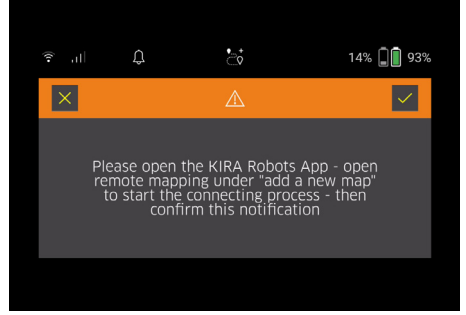 14% 93%
Please open the KIRA Robots App - open
remote mapping under "add a new map"
to start the connecting process - then
confirm this notification